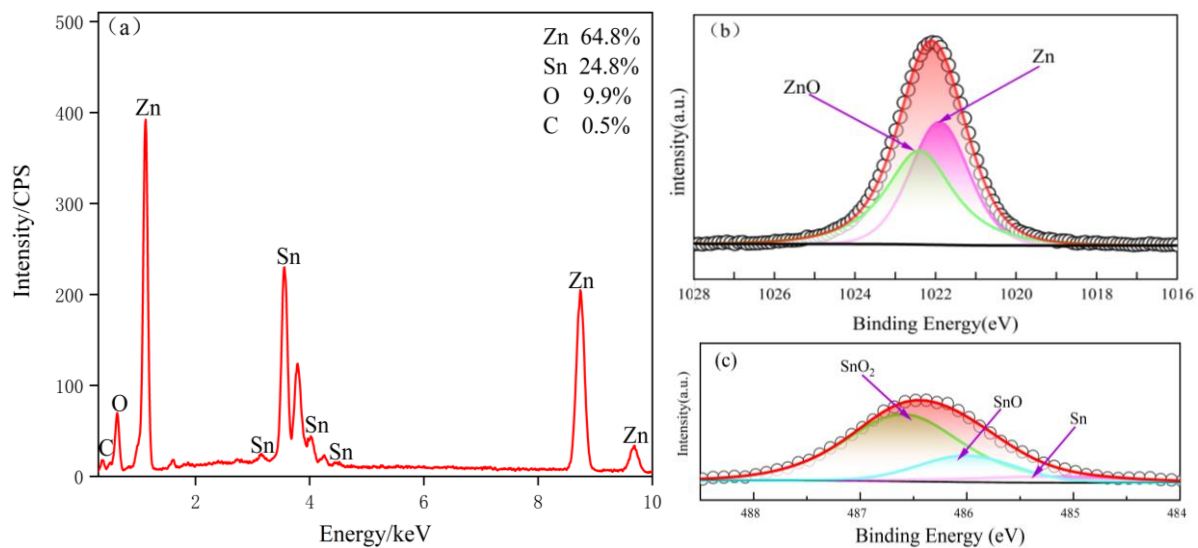 (a)
Zn 64.8%
Sn 24.8%
O 9.9%
C 0.5%
500
400
300
200
100
0
Intensity/CPS
C
O
Zn
Sn
Sn
Sn
Sn
Zn
Zn
2 4 6 8 10
Energy/keV
(b)
ZnO
Zn
intensity(a.u.)
1028 1026 1024 1022 1020 1018 1016
Binding Energy(eV)
(c)
SnO2
SnO
Sn
Intensity(a.u.)
488 487 486 485 484
Binding Energy (eV)